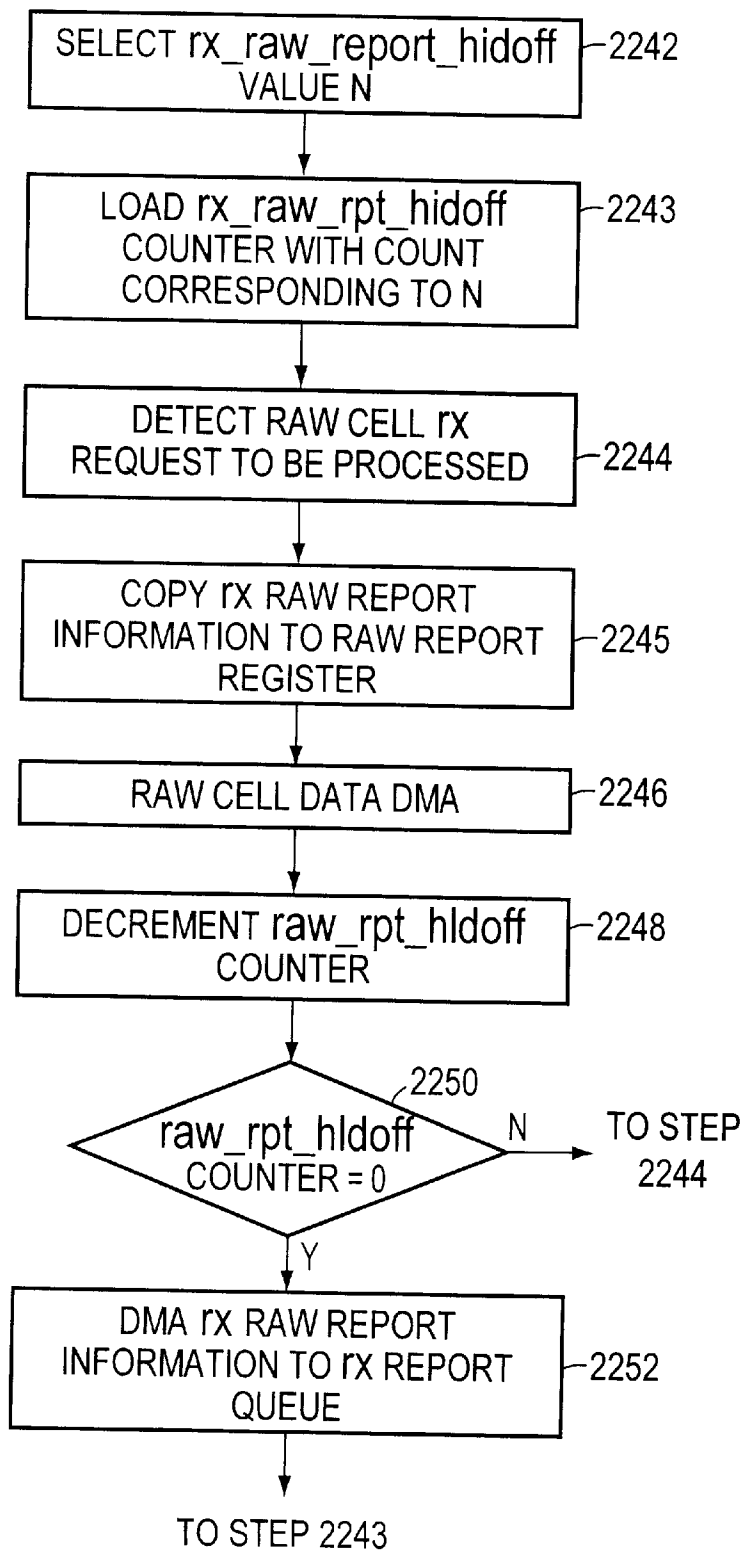 SELECT rx_raw_report_hidoff
VALUE N
2242
LOAD rx_raw_rpt_hidoff
COUNTER WITH COUNT
CORRESPONDING TO N
2243
DETECT RAW CELL rx
REQUEST TO BE PROCESSED
2244
COPY rx RAW REPORT
INFORMATION TO RAW REPORT
REGISTER
2245
RAW CELL DATA DMA
2246
DECREMENT raw_rpt_hldoff
COUNTER
2248
2250
raw_rpt_hldoff
COUNTER = 0
N
TO STEP
2244
Y
DMA rx RAW REPORT
INFORMATION TO rx REPORT
QUEUE
2252
TO STEP 2243